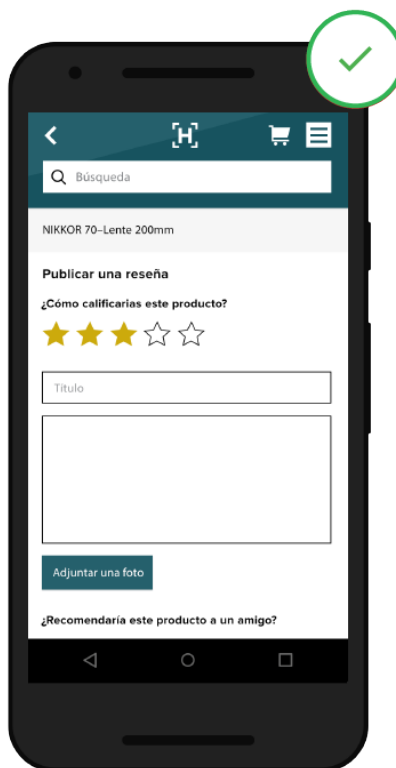 [H]
Búsqueda
NIKKOR 70–Lente 200mm
Publicar una reseña
¿Cómo calificarias este producto?
Título
Adjuntar una foto
¿Recomendaría este producto a un amigo?